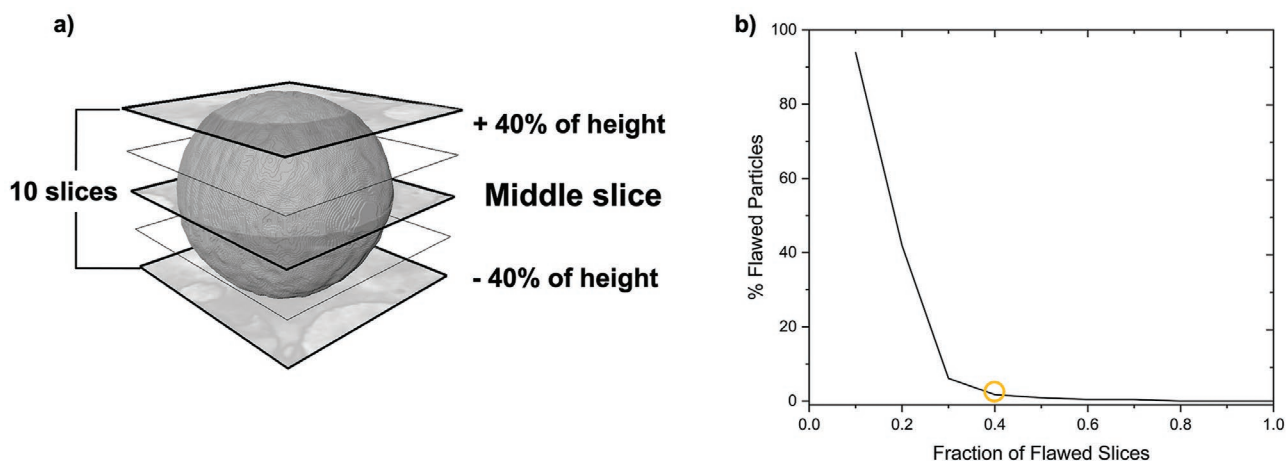 a)
10 slices
+ 40% of height
Middle slice
- 40% of height
b)
% Flawed Particles
100
80
60
40
20
0
0.0 0.2 0.4 0.6 0.8 1.0
Fraction of Flawed Slices